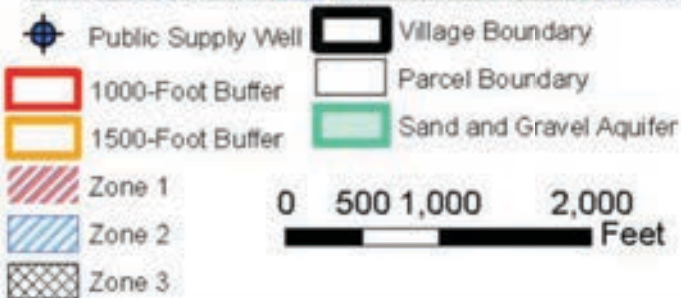 Public Supply Well
1000-Foot Buffer
1500-Foot Buffer
Zone 1
Zone 2
Zone 3
Village Boundary
Parcel Boundary
Sand and Gravel Aquifer
0 500 1,000 2,000
Feet